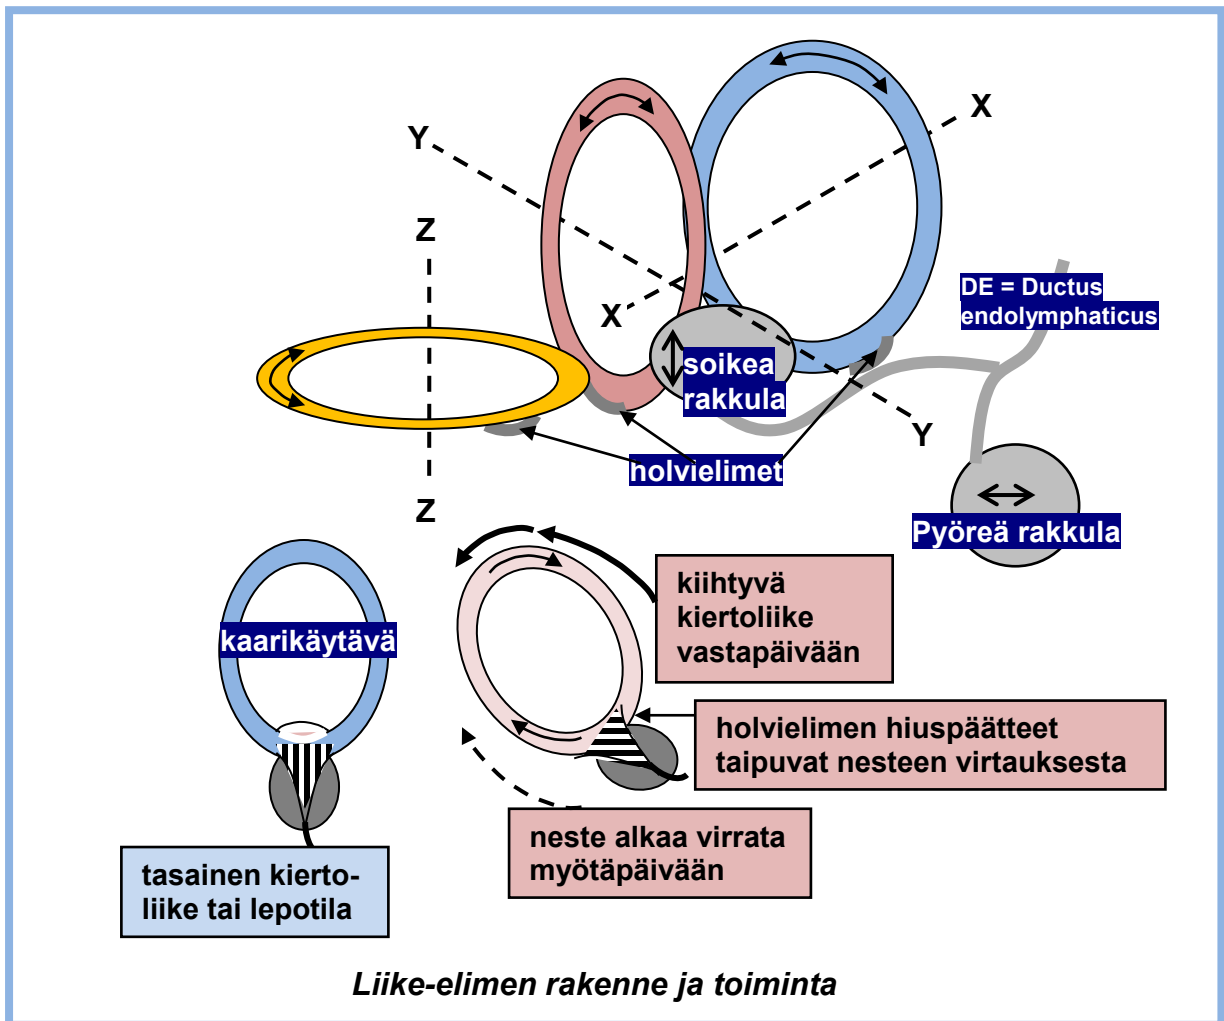 X
Y
Z
X
DE = Ductus
endolymphaticus
soikea
rakkula
Y
holvielimet
Z
Pyöreä rakkula
kaarikäytävä
kiihtyvä
kiertoliike
vastapäivään
holvielimen hiuspäätteet
taipuvat nesteen virtauksesta
neste alkaa virrata
myötäpäivään
tasainen kierto-
liike tai lepotila
Liike-elimen rakenne ja toiminta